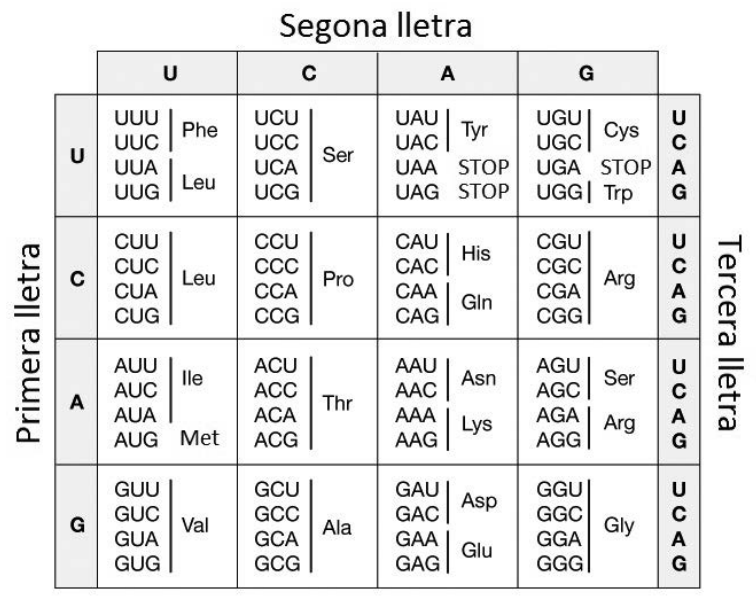 Segona lletra
U C A G
Primera lletra
Tercera lletra
U
UUU
UUC
Phe
UUA
UUG
Leu
UCU
UCC
UCA
UCG
Ser
UAU
UAC
Tyr
UAA STOP
UAG STOP
UGU
UGC
Cys
UGA STOP
UGG Trp
U
C
A
G
C
CUU
CUC
CUA
CUG
Leu
CCU
CCC
CCA
CCG
Pro
CAU
CAC
His
CAA
CAG
Gln
CGU
CGC
CGA
CGG
Arg
U
C
A
G
A
AUU
AUC
AUA
Ile
AUG Met
ACU
ACC
ACA
ACG
Thr
AAU
AAC
Asn
AAA
AAG
Lys
AGU
AGC
Ser
AGA
AGG
Arg
U
C
A
G
G
GUU
GUC
GUA
GUG
Val
GCU
GCC
GCA
GCG
Ala
GAU
GAC
Asp
GAA
GAG
Glu
GGU
GGC
GGA
GGG
Gly
U
C
A
G